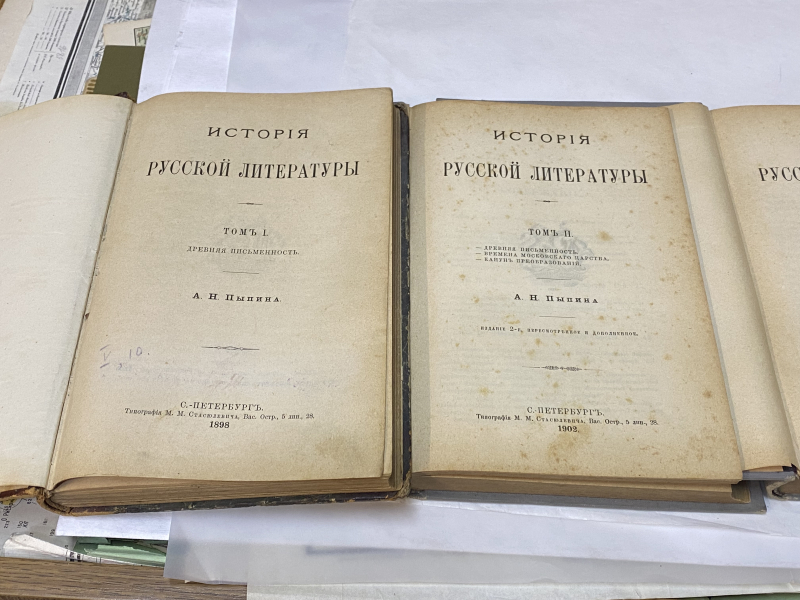 ИСТОРІЯ
РУССКОЙ ЛИТЕРАТУРЫ
ТОМЪ I.
ДРЕВНЯЯ ПИСЬМЕННОСТЬ.
А. Н. Пыпина.
С.-ПЕТЕРБУРГЪ.
Типографія М. М. Стасюлевича, Вас. Остр., 5 лин., 28.
1898
ИСТОРІЯ
РУССКОЙ ЛИТЕРАТУРЫ
ТОМЪ II.
— ДРЕВНЯЯ ПИСЬМЕННОСТЬ.
— ВРЕМЕНА МОСКОВСКАГО ЦАРСТВА.
— КАНУНЪ ПРЕОБРАЗОВАНІЙ.
А. Н. Пыпина
ИЗДАНІЕ 2-е, ПЕРЕСМОТРѢННОЕ И ДОПОЛНЕННОЕ.
С.-ПЕТЕРБУРГЪ.
Типографія М. М. Стасюлевича, Вас. Остр., 5 лин., 28.
1902.
РУСС